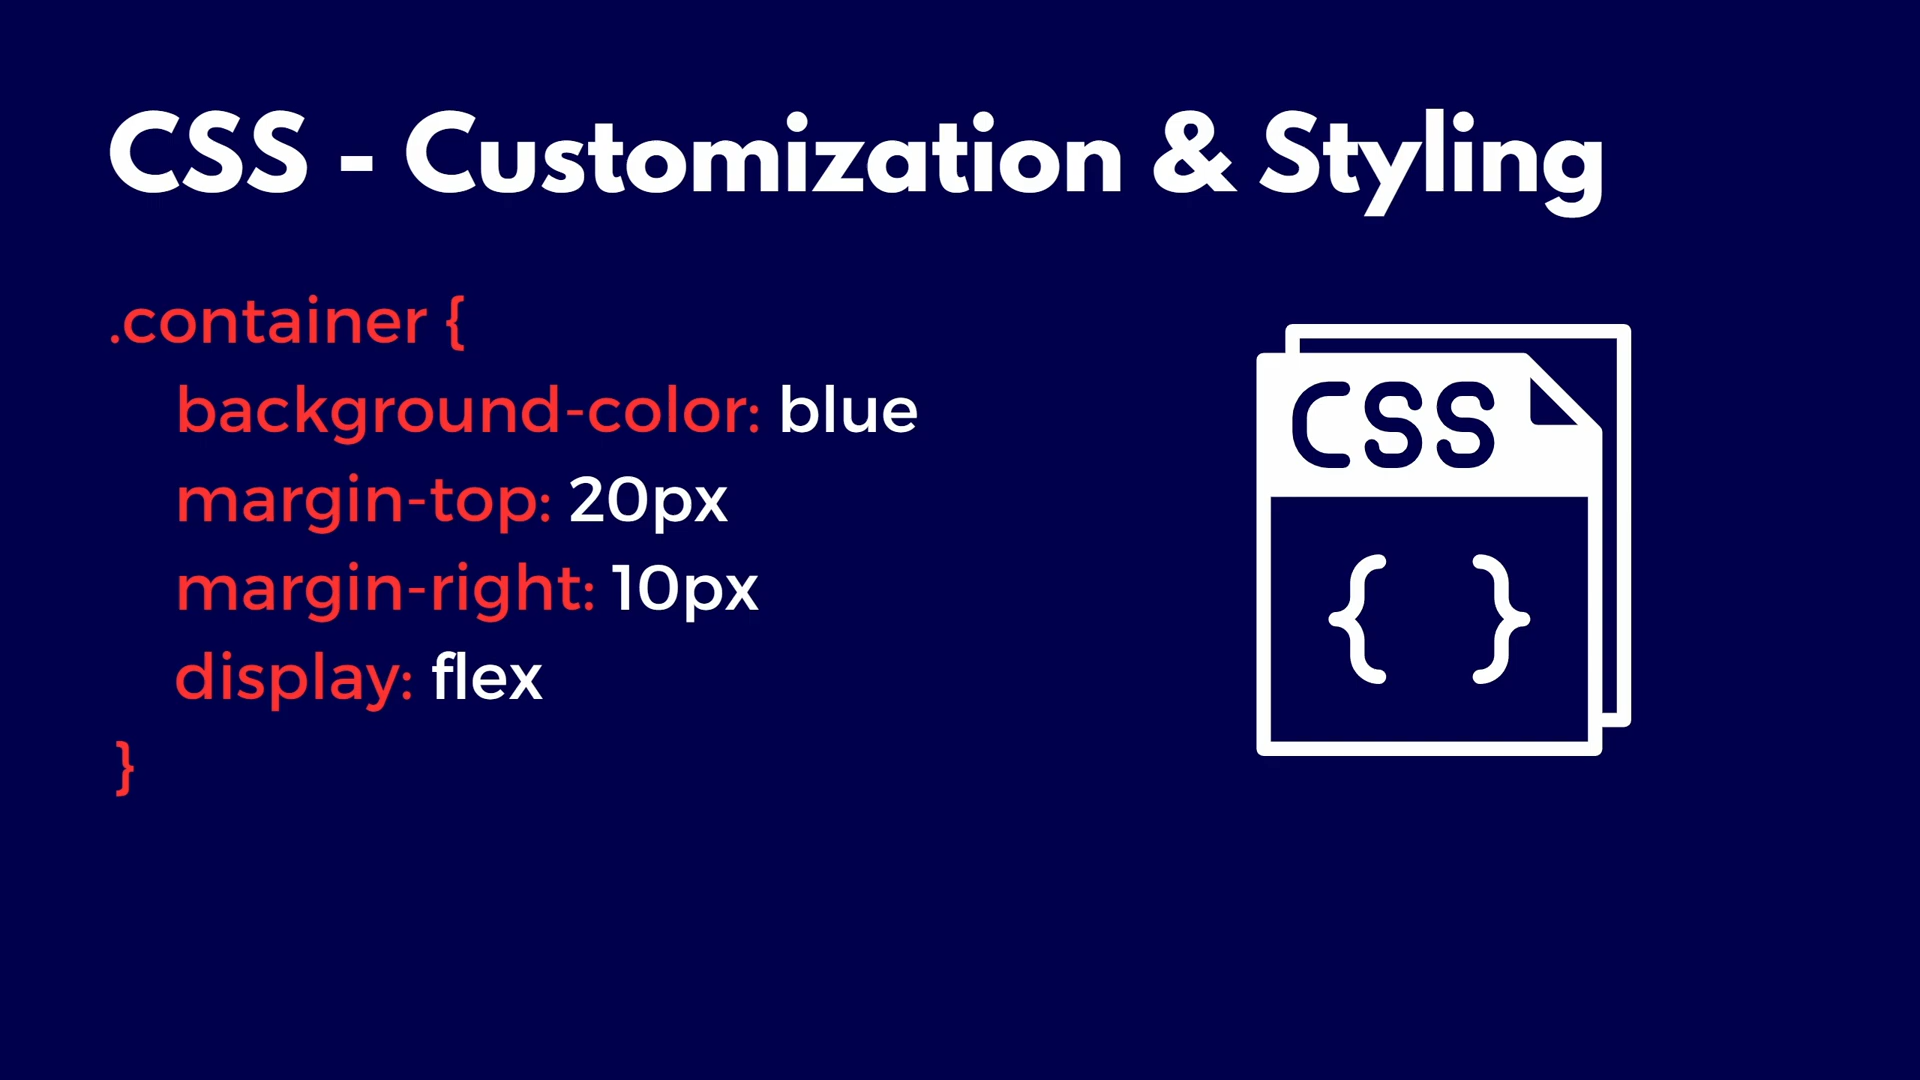 CSS - Customization & Styling
.container {
background-color: blue
margin-top: 20px
margin-right: 10px
display: flex
}
CSS
{ }